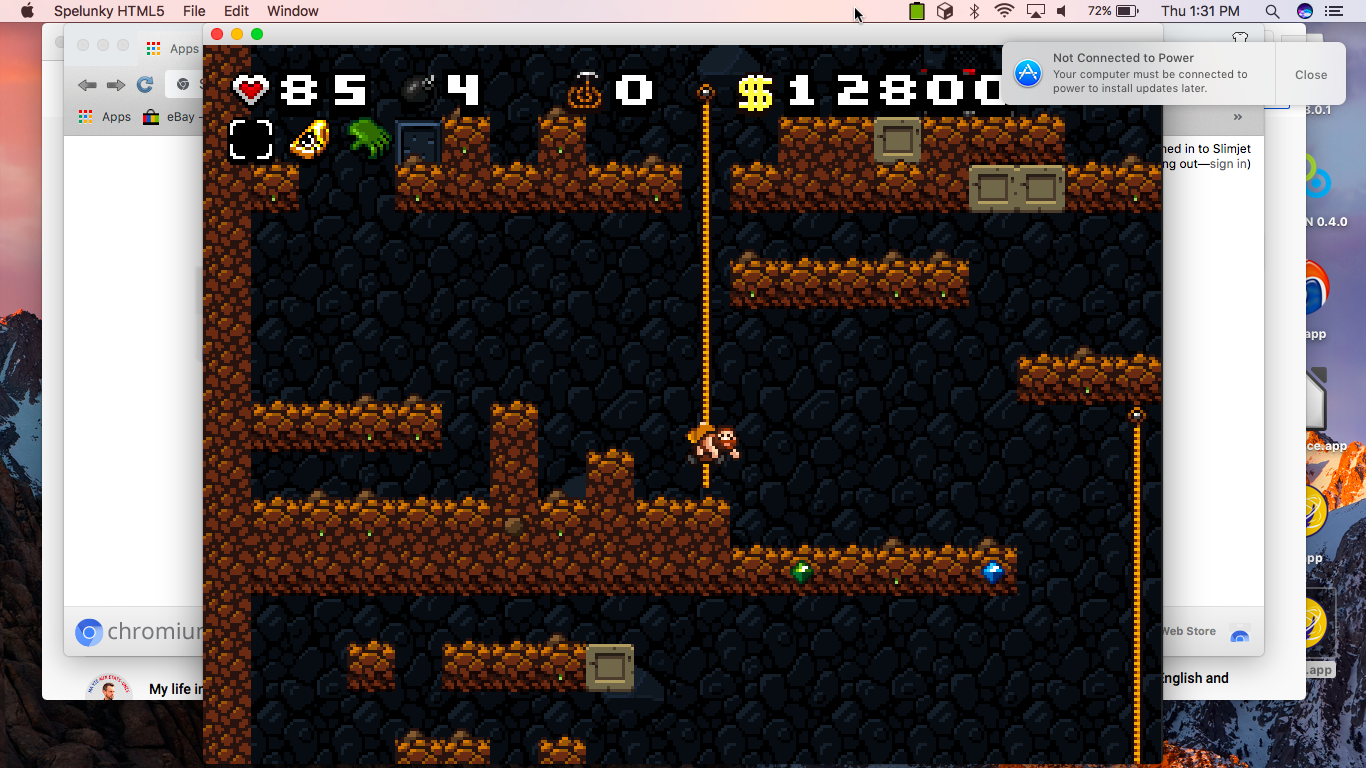 Spelunky HTML5 File Edit Window
72% Thu 1:31 PM
Apps
Not Connected to Power
Your computer must be connected to
power to install updates later.
Close
85 4 0 $12800
Apps eBay -
»
ned in to Slimjet
ng out—sign in)
N 0.4.0
app
ce.app
app
.app
chromium
Web Store
My life in
English and